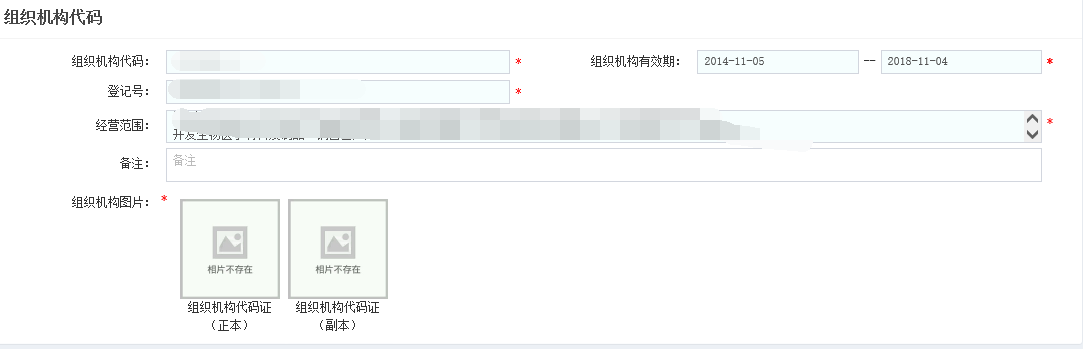 组织机构代码
组织机构代码： * 组织机构有效期： 2014-11-05 -- 2018-11-04 *
登记号： *
经营范围： *
备注： 备注
组织机构图片： *
相片不存在 相片不存在
组织机构代码证 组织机构代码证
（正本） （副本）